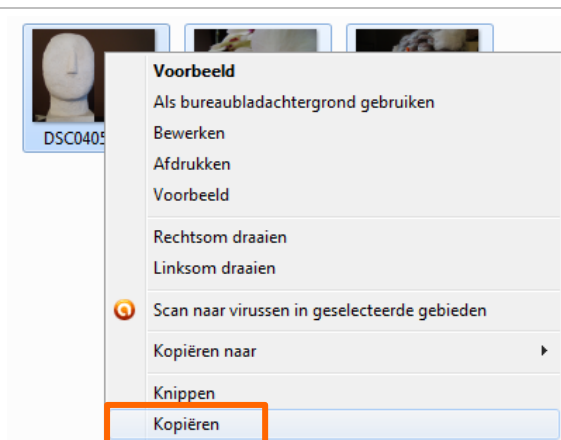 DSC0405
Voorbeeld
Als bureaubladachtergrond gebruiken
Bewerken
Afdrukken
Voorbeeld
Rechtsom draaien
Linksom draaien
Scan naar virussen in geselecteerde gebieden
Kopiëren naar
Knippen
Kopiëren